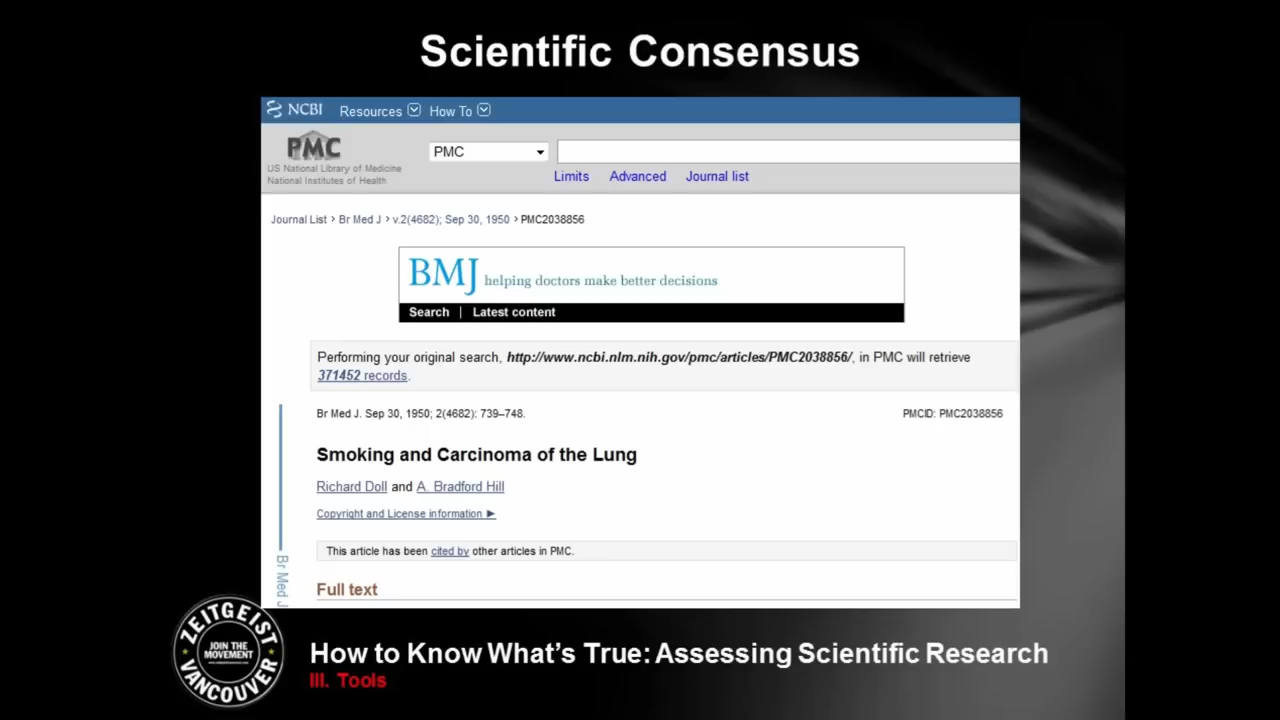 Scientific Consensus
NCBI Resources How To
PMC
US National Library of Medicine
National Institutes of Health
PMC
Limits Advanced Journal list
Journal List > Br Med J > v.2(4682); Sep 30, 1950 > PMC2038856
BMJ helping doctors make better decisions
Search | Latest content
Performing your original search, http://www.ncbi.nlm.nih.gov/pmc/articles/PMC2038856/, in PMC will retrieve
371452 records.
Br Med J. Sep 30, 1950; 2(4682): 739–748. PMCID: PMC2038856
Smoking and Carcinoma of the Lung
Richard Doll and A. Bradford Hill
Copyright and License information ►
This article has been cited by other articles in PMC.
Br Med J
Full text
ZEITGEIST
JOIN THE
MOVEMENT
VANCOUVER
How to Know What's True: Assessing Scientific Research
III. Tools